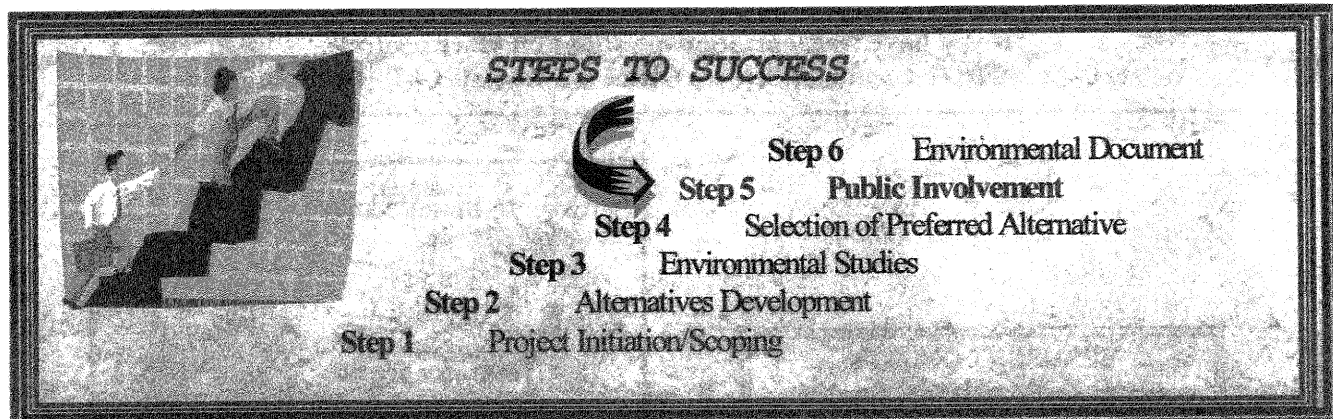 STEPS TO SUCCESS
Step 6 Environmental Document
Step 5 Public Involvement
Step 4 Selection of Preferred Alternative
Step 3 Environmental Studies
Step 2 Alternatives Development
Step 1 Project Initiation/Scoping